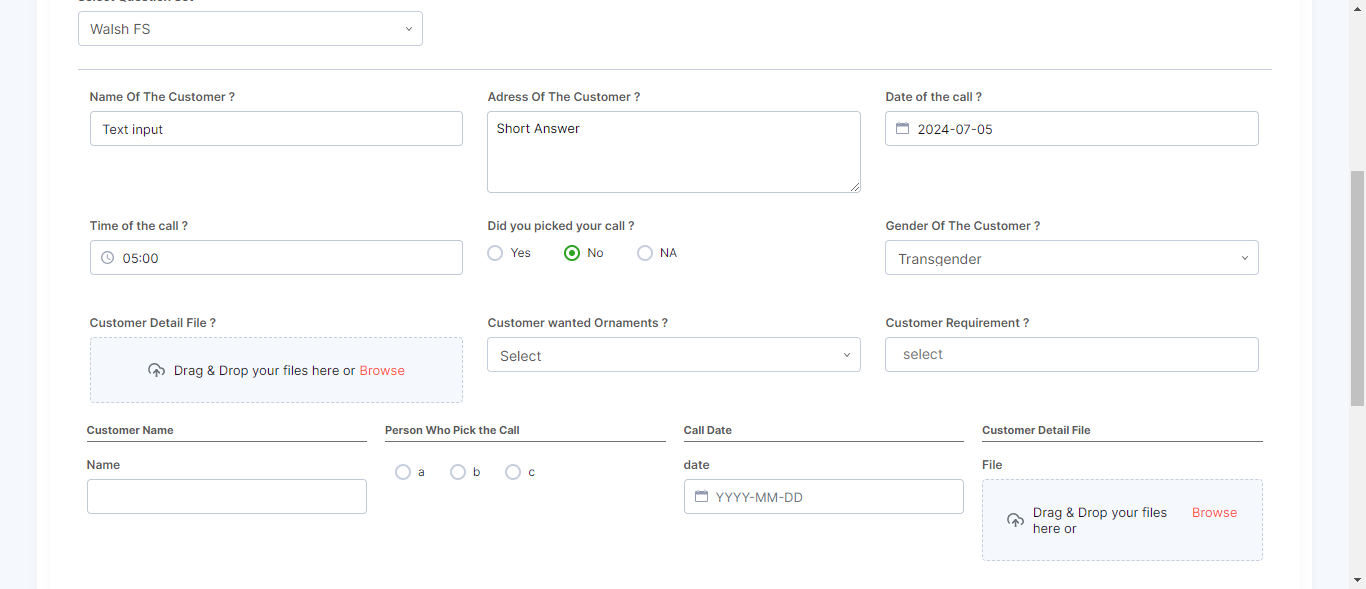 Walsh FS
Name Of The Customer ?
Adress Of The Customer ?
Date of the call ?
Text input
Short Answer
2024-07-05
Time of the call ?
Did you picked your call ?
Gender Of The Customer ?
05:00
Yes
No
NA
Transgender
Customer Detail File ?
Customer wanted Ornaments ?
Customer Requirement ?
Drag & Drop your files here or Browse
Select
select
Customer Name
Person Who Pick the Call
Call Date
Customer Detail File
Name
a
b
c
date
File
YYYY-MM-DD
Drag & Drop your files
here or
Browse